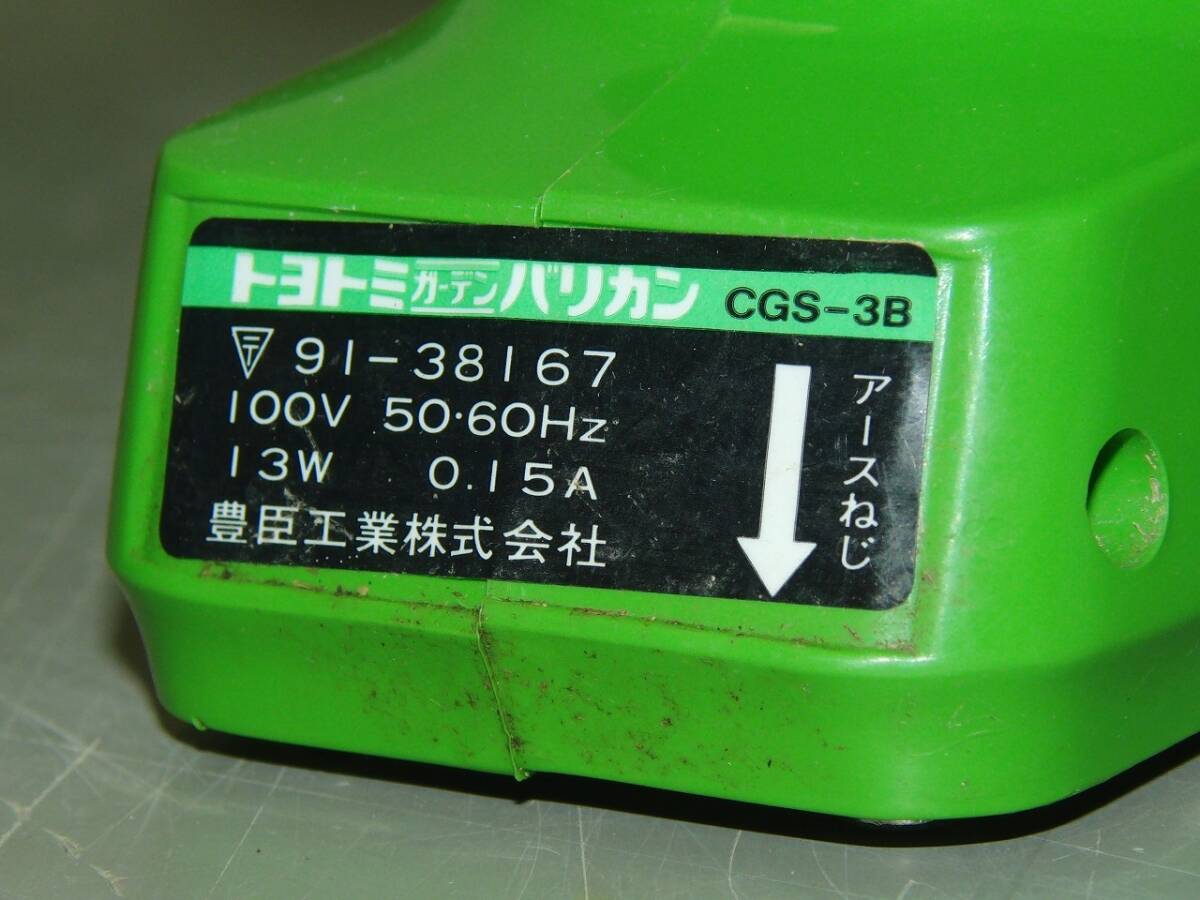 トヨトミガーデンバリカン CGS-3B
〒 91-38167
100V 50·60Hz
13W 0.15A
豊臣工業株式会社
アースねじ